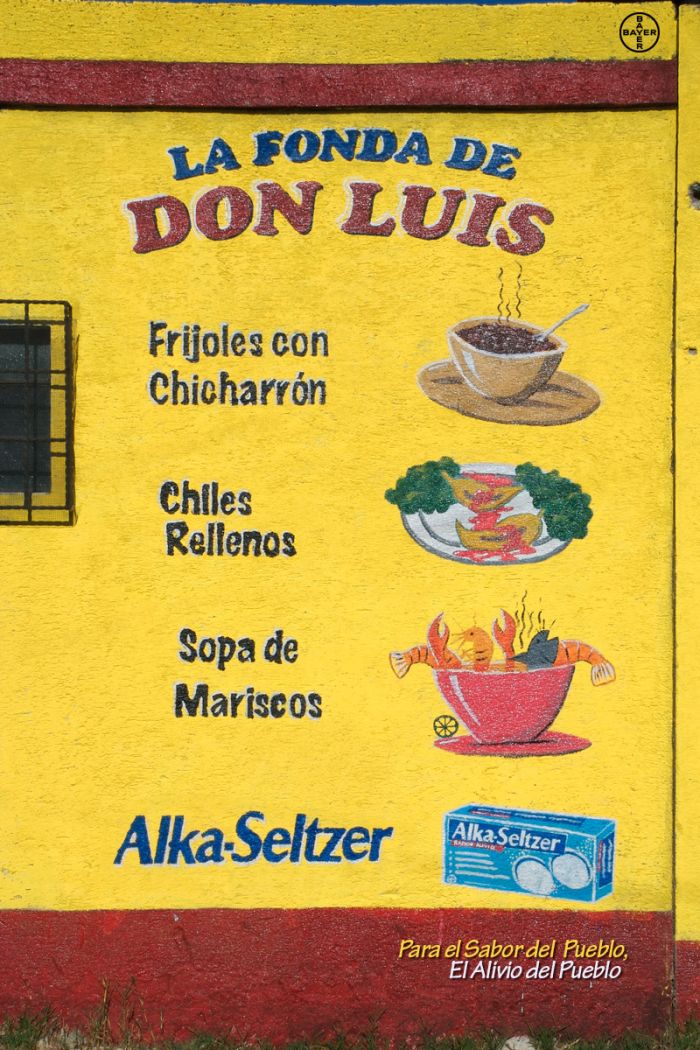 BAYER
BAYER
LA FONDA DE
DON LUIS
Frijoles con
Chicharrón
Chiles
Rellenos
Sopa de
Mariscos
Alka-Seltzer
Alka-Seltzer
Para el Sabor del Pueblo,
El Alivio del Pueblo